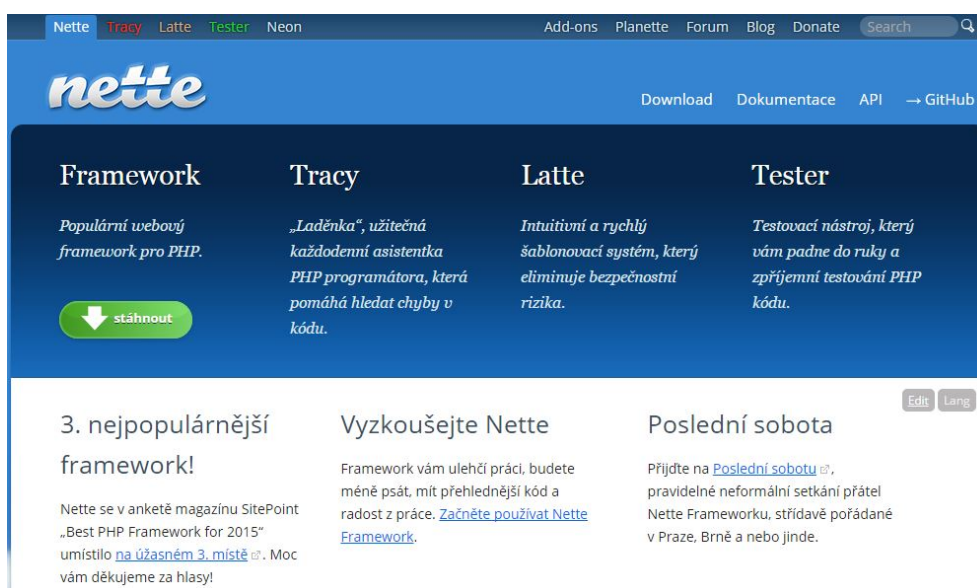 Nette Tracy Latte Tester Neon Add-ons Planette Forum Blog Donate Search
nette
Download Dokumentace API → GitHub
Framework
Populární webový
framework pro PHP.
stáhnout
Tracy
„Laděnka“, užitečná
každodenní asistentka
PHP programátora, která
pomáhá hledat chyby v
kódu.
Latte
Intuitivní a rychlý
šablonovací systém, který
eliminuje bezpečnostní
rizika.
Tester
Testovací nástroj, který
vám padne do ruky a
zpříjemní testování PHP
kódu.
Edit Lang
3. nejpopulárnější
framework!
Nette se v anketě magazínu SitePoint
„Best PHP Framework for 2015“
umístilo na úžasném 3. místě. Moc
vám děkujeme za hlasy!
Vyzkoušejte Nette
Framework vám ulehčí práci, budete
méně psát, mít přehlednější kód a
radost z práce. Začněte používat Nette
Framework.
Poslední sobota
Přijďte na Poslední sobotu,
pravidelné neformální setkání přátel
Nette Frameworku, střídavě pořádané
v Praze, Brně a nebo jinde.